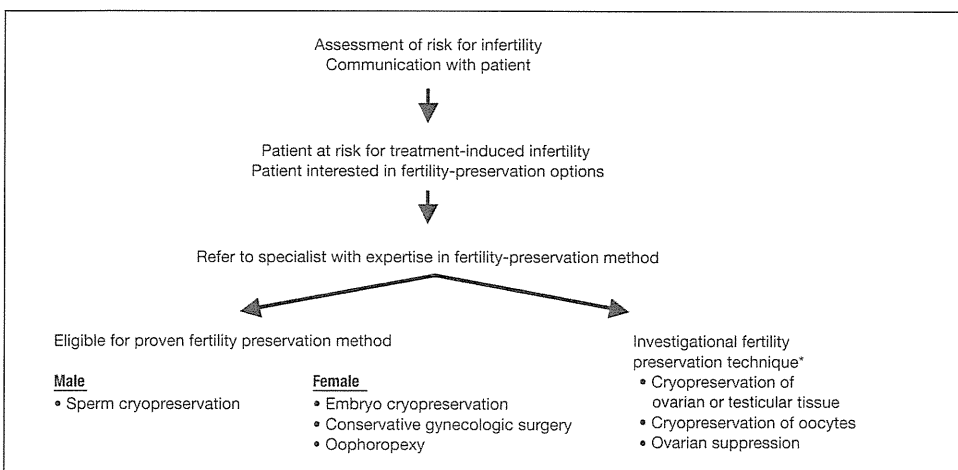 Assessment of risk for infertility
Communication with patient
Patient at risk for treatment-induced infertility
Patient interested in fertility-preservation options
Refer to specialist with expertise in fertility-preservation method
Eligible for proven fertility preservation method
Male
• Sperm cryopreservation
Female
• Embryo cryopreservation
• Conservative gynecologic surgery
• Oophoropexy
Investigational fertility
preservation technique*
• Cryopreservation of
ovarian or testicular tissue
• Cryopreservation of oocytes
• Ovarian suppression